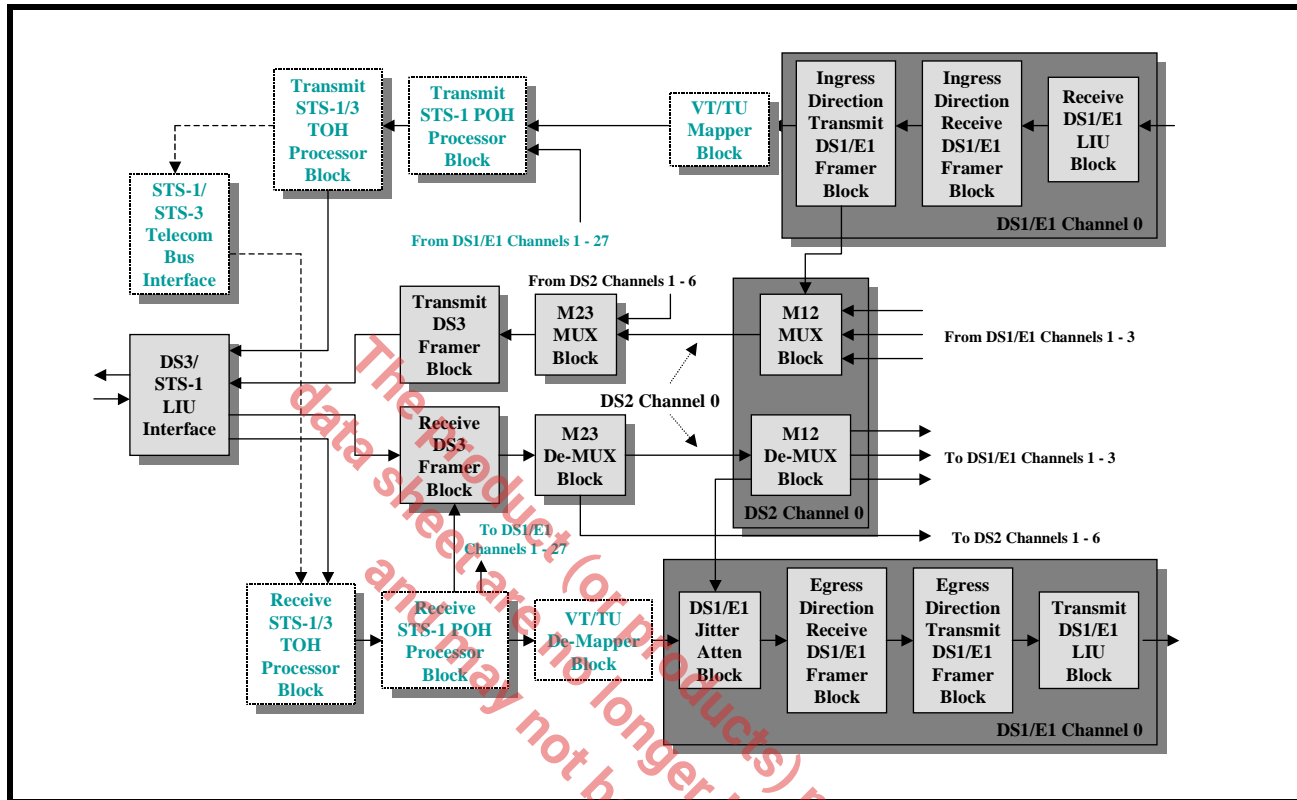 Transmit
STS-1/3
TOH
Processor
Block
Transmit
STS-1 POH
Processor
Block
VT/TU
Mapper
Block
Ingress
Direction
Transmit
DS1/E1
Framer
Block
Ingress
Direction
Receive
DS1/E1
Framer
Block
Receive
DS1/E1
LIU
Block
DS1/E1 Channel 0
STS-1/
STS-3
Telecom
Bus
Interface
From DS1/E1 Channels 1 - 27
From DS2 Channels 1 - 6
Transmit
DS3
Framer
Block
M23
MUX
Block
M12
MUX
Block
From DS1/E1 Channels 1 - 3
DS3/
STS-1
LIU
Interface
DS2 Channel 0
Receive
DS3
Framer
Block
M23
De-MUX
Block
M12
De-MUX
Block
To DS1/E1 Channels 1 - 3
DS2 Channel 0
To DS1/E1
Channels 1 - 27
To DS2 Channels 1 - 6
Receive
STS-1/3
TOH
Processor
Block
Receive
STS-1 POH
Processor
Block
VT/TU
De-Mapper
Block
DS1/E1
Jitter
Atten
Block
Egress
Direction
Receive
DS1/E1
Framer
Block
Egress
Direction
Transmit
DS1/E1
Framer
Block
Transmit
DS1/E1
LIU
Block
DS1/E1 Channel 0
The product (or products)
data sheet are no longer
and may not